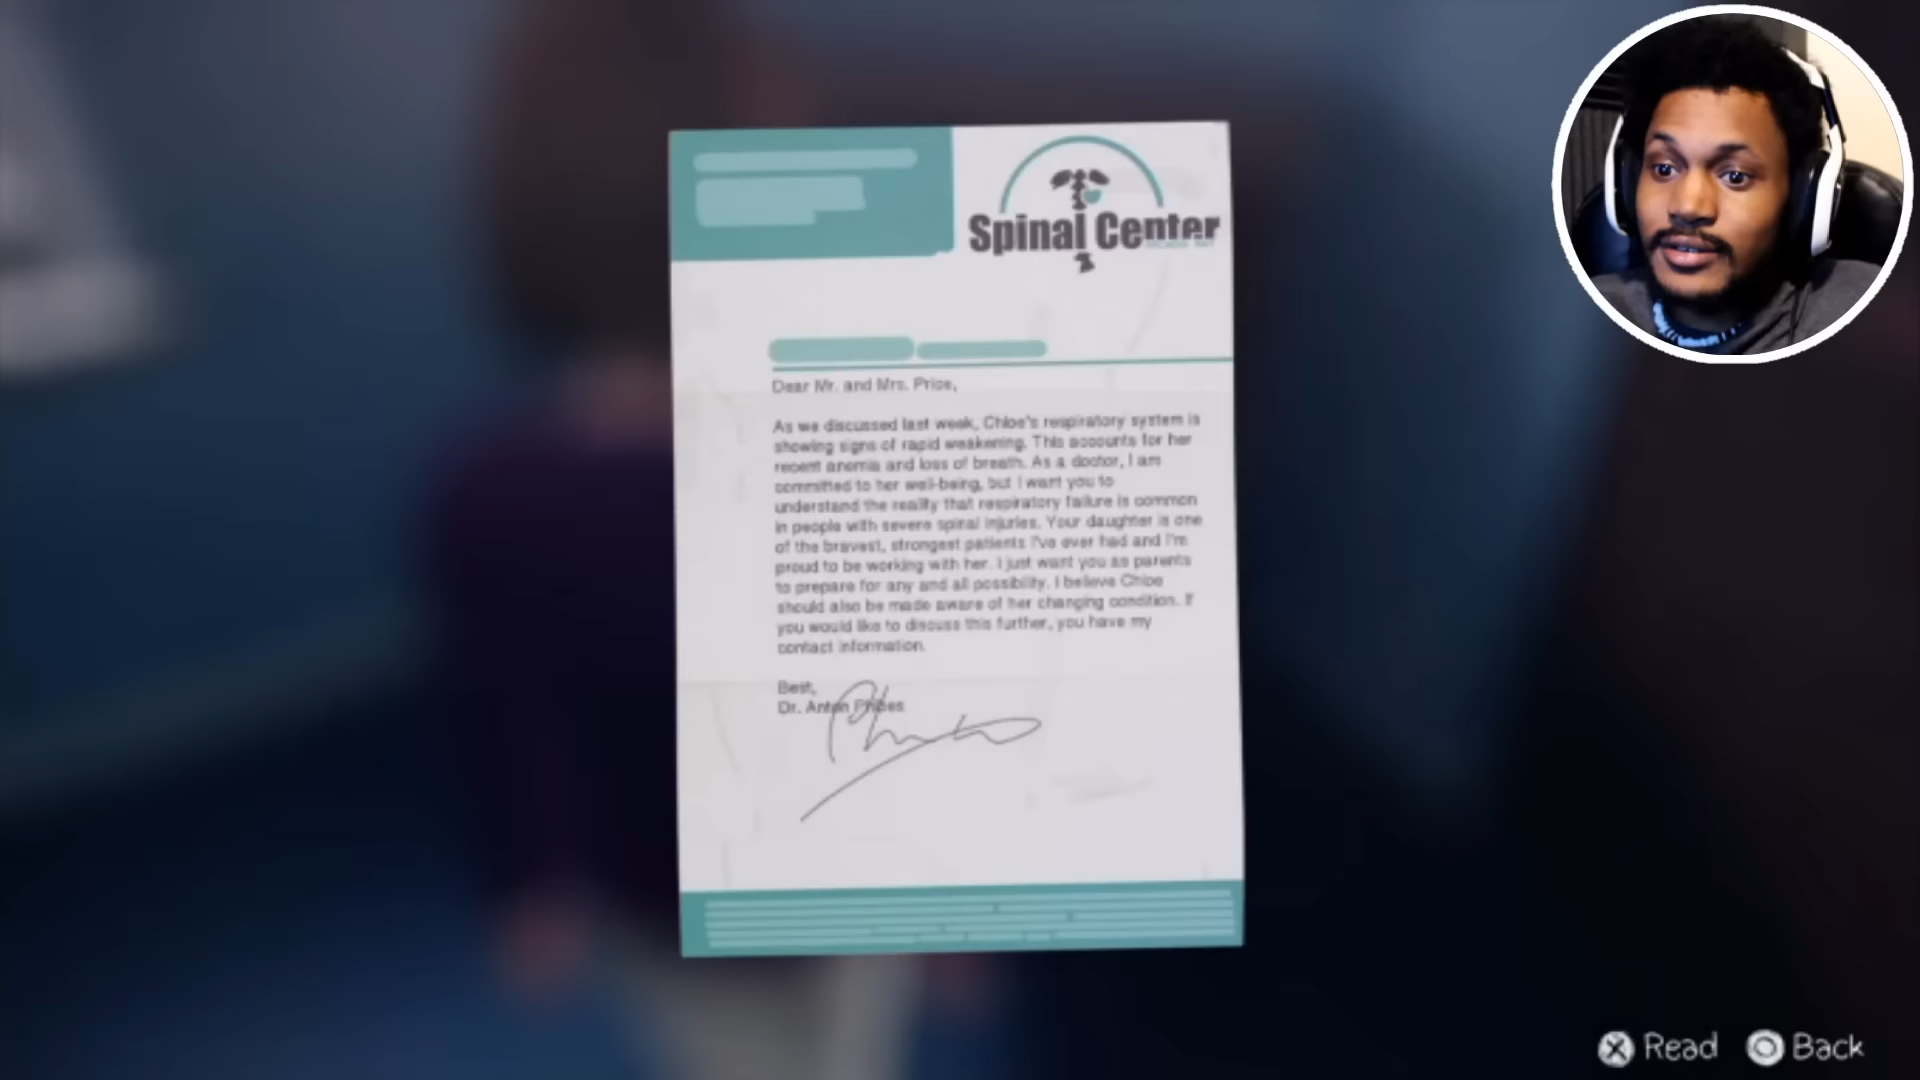 Spinal Center
Dear Mr. and Mrs. Price,
As we discussed last week, Chloe's respiratory system is
showing signs of rapid weakening. This accounts for her
recent anemia and loss of breath. As a doctor, I am
committed to her well-being, but I want you to
understand the reality that respiratory failure is common
in people with severe spinal injuries. Your daughter is one
of the bravest, strongest patients I've ever had and I'm
proud to be working with her. I just want you as parents
to prepare for any and all possibility. I believe Chloe
should also be made aware of her changing condition. If
you would like to discuss this further, you have my
contact information.
Best,
Dr. Anton Phibes
Read Back